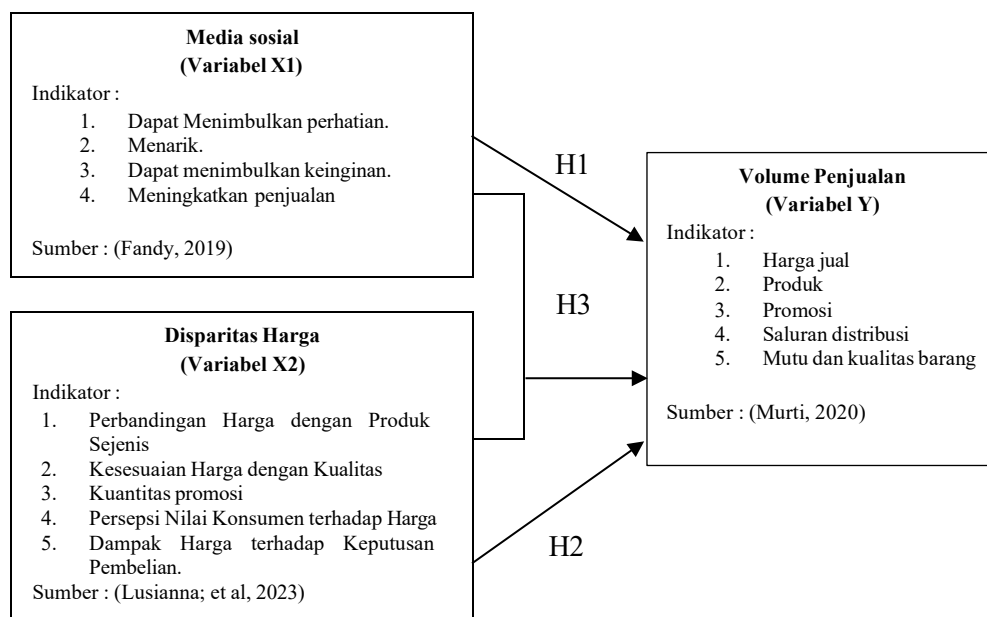 Media sosial
(Variabel X1)
Indikator :
1. Dapat Menimbulkan perhatian.
2. Menarik.
3. Dapat menimbulkan keinginan.
4. Meningkatkan penjualan
Sumber : (Fandy, 2019)
Disparitas Harga
(Variabel X2)
Indikator :
1. Perbandingan Harga dengan Produk
Sejenis
2. Kesesuaian Harga dengan Kualitas
3. Kuantitas promosi
4. Persepsi Nilai Konsumen terhadap Harga
5. Dampak Harga terhadap Keputusan
Pembelian.
Sumber : (Lusianna; et al, 2023)
H1
H3
H2
Volume Penjualan
(Variabel Y)
Indikator :
1. Harga jual
2. Produk
3. Promosi
4. Saluran distribusi
5. Mutu dan kualitas barang
Sumber : (Murti, 2020)